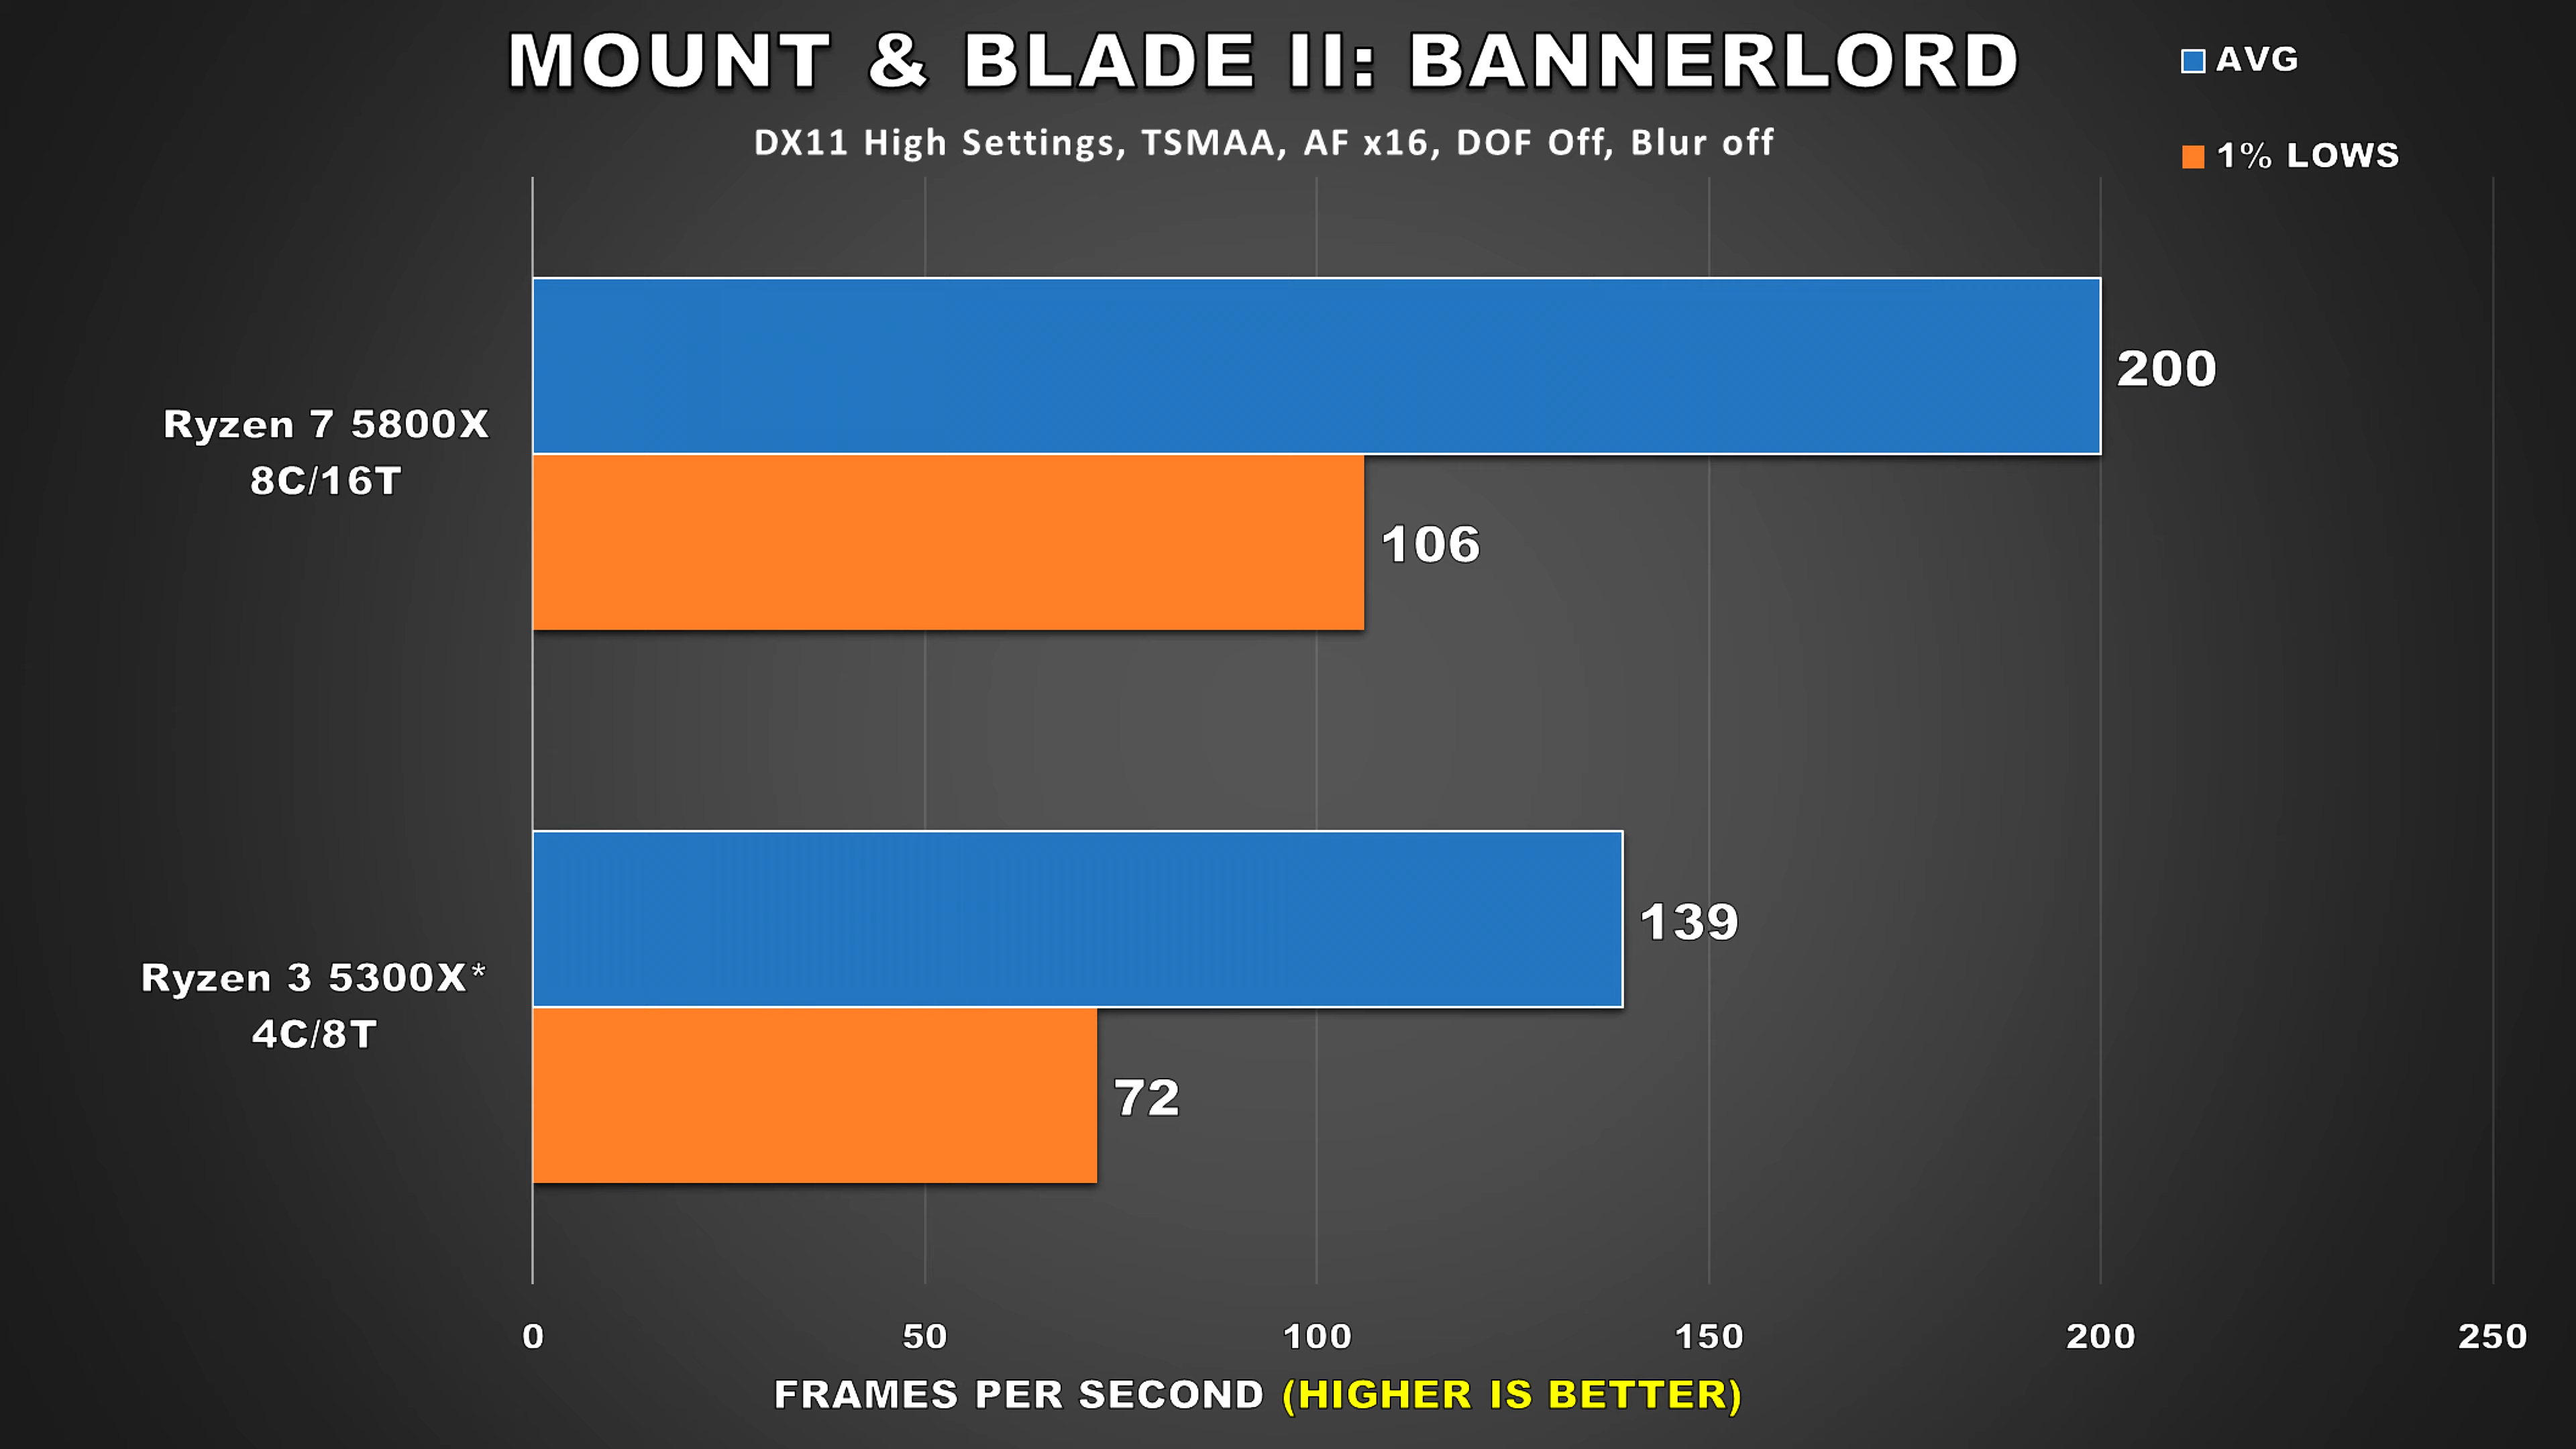 MOUNT & BLADE II: BANNERLORD
AVG
DX11 High Settings, TSMAA, AF x16, DOF Off, Blur off
1% LOWS
200
Ryzen 7 5800X
8C/16T
106
139
Ryzen 3 5300X*
4C/8T
72
0 50 100 150 200 250
FRAMES PER SECOND (HIGHER IS BETTER)